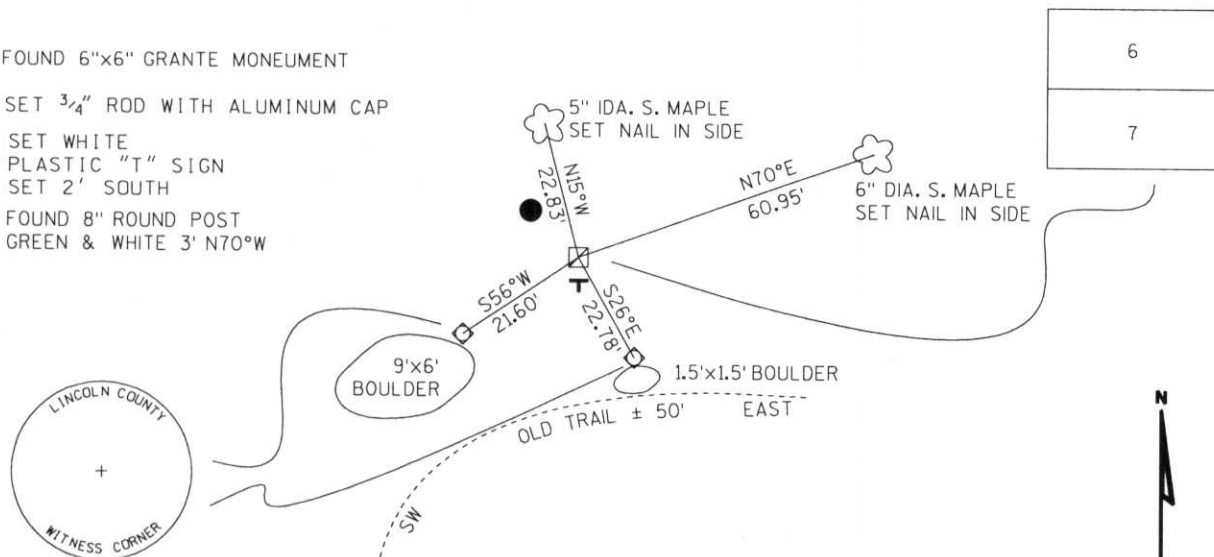 FOUND 6"x6" GRANTE MONEUMENT
SET 3/4" ROD WITH ALUMINUM CAP
SET WHITE
PLASTIC "T" SIGN
SET 2' SOUTH
FOUND 8" ROUND POST
GREEN & WHITE 3' N70°W
5" IDA. S. MAPLE
SET NAIL IN SIDE
6
7
N15°W
22.83'
N70°E
60.95'
6" DIA. S. MAPLE
SET NAIL IN SIDE
S56°W
21.60'
T
S26°E
22.78'
9'x6'
BOULDER
1.5'x1.5' BOULDER
OLD TRAIL ± 50' EAST
SW
LINCOLN COUNTY
WITNESS CORNER
N